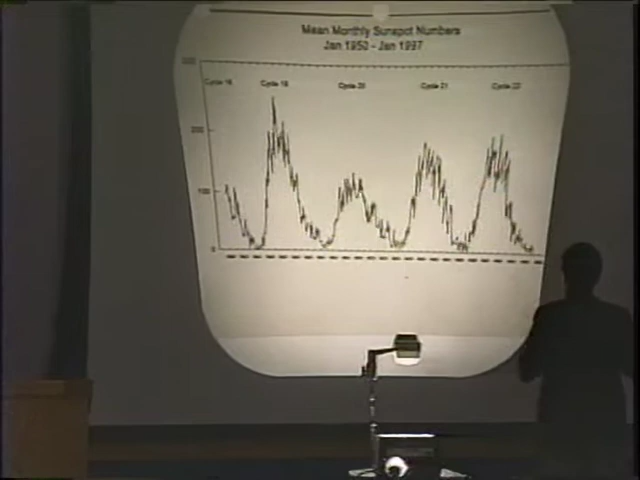 Mean Monthly Sunspot Numbers
Jan 1950 - Jan 1997
Cycle 18 Cycle 19 Cycle 20 Cycle 21 Cycle 22
200
100
0